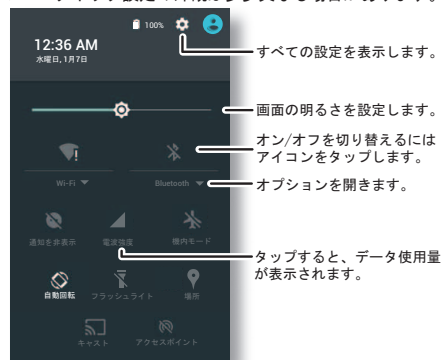 100%
12:36 AM
水曜日, 1月7日
すべての設定を表示します。
画面の明るさを設定します。
オン/オフを切り替えるには
アイコンをタップします。
Wi-Fi
Bluetooth
オプションを開きます。
通知を非表示
電波強度
機内モード
タップすると、データ使用量
が表示されます。
自動回転
フラッシュライト
場所
キャスト
アクセスポイント